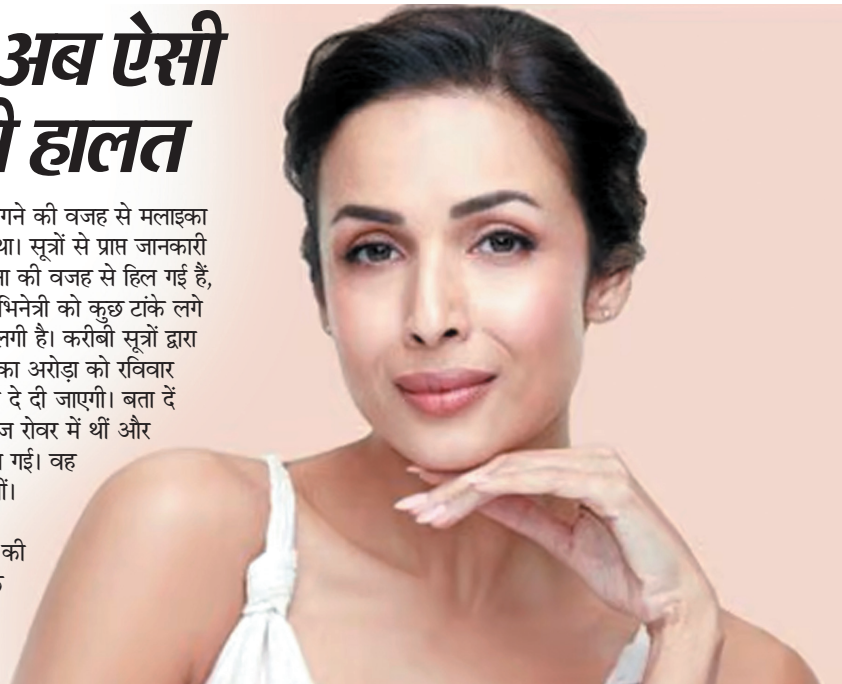 अब ऐसी
हालत
गने की वजह से मलाइका
था। सूत्रों से प्राप्त जानकारी
की वजह से हिल गई हैं,
भिनेत्री को कुछ टांके लगे
लगी है। करीबी सूत्रों द्वारा
का अरोड़ा को रविवार
दे दी जाएगी। बता दें
ज रोवर में थीं और
गई। वह
की